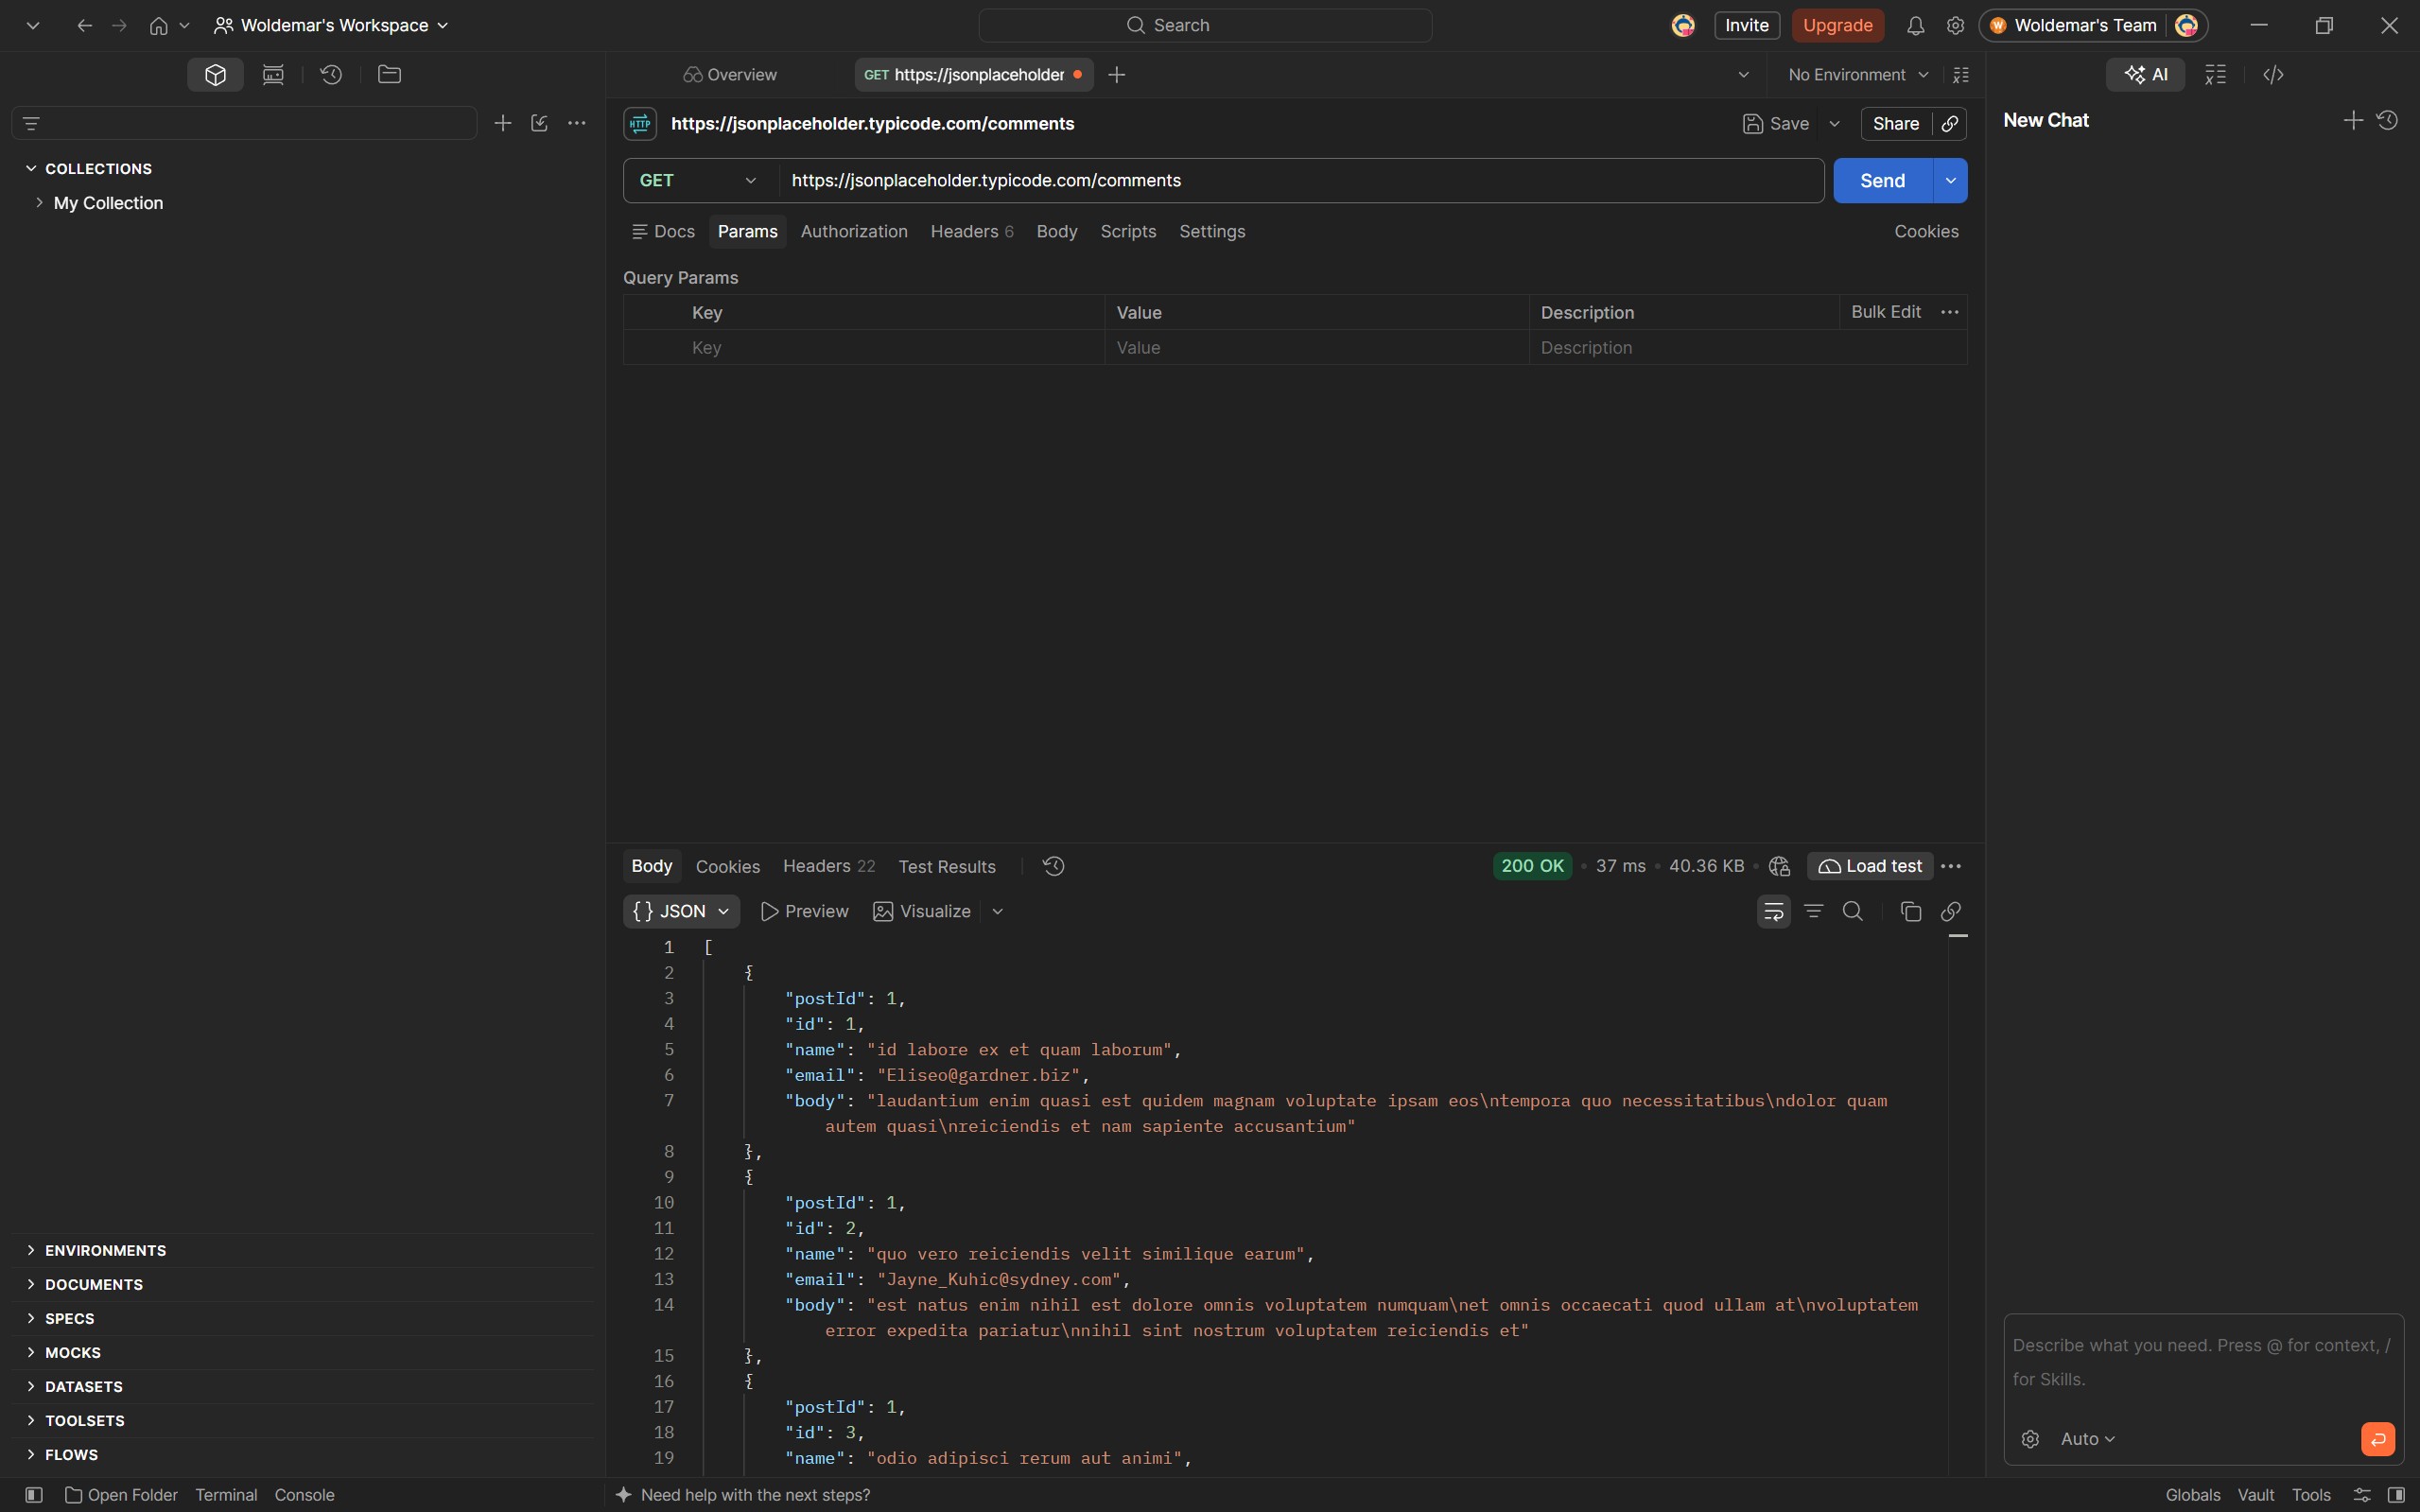 Woldemar's Workspace
Search
Invite
Upgrade
W
Woldemar's Team
Overview
GET https://jsonplaceholder
No Environment
AI
HTTP
https://jsonplaceholder.typicode.com/comments
Save
Share
New Chat
COLLECTIONS
My Collection
GET
https://jsonplaceholder.typicode.com/comments
Send
Docs
Params
Authorization
Headers 6
Body
Scripts
Settings
Cookies
Query Params
Key
Value
Description
Bulk Edit
Key
Value
Description
Body
Cookies
Headers 22
Test Results
200 OK
37 ms
40.36 KB
Load test
{} JSON
Preview
Visualize
1 [
2 {
3 "postId": 1,
4 "id": 1,
5 "name": "id labore ex et quam laborum",
6 "email": "Eliseo@gardner.biz",
7 "body": "laudantium enim quasi est quidem magnam voluptate ipsam eos\ntempora quo necessitatibus\ndolor quam
autem quasi\nreiciendis et nam sapiente accusantium"
8 },
9 {
10 "postId": 1,
11 "id": 2,
12 "name": "quo vero reiciendis velit similique earum",
13 "email": "Jayne_Kuhic@sydney.com",
14 "body": "est natus enim nihil est dolore omnis voluptatem numquam\net omnis occaecati quod ullam at\nvoluptatem
error expedita pariatur\nnihil sint nostrum voluptatem reiciendis et"
15 },
16 {
17 "postId": 1,
18 "id": 3,
19 "name": "odio adipisci rerum aut animi",
ENVIRONMENTS
DOCUMENTS
SPECS
MOCKS
DATASETS
TOOLSETS
FLOWS
Describe what you need. Press @ for context, /
for Skills.
Auto
Open Folder
Terminal
Console
Need help with the next steps?
Globals
Vault
Tools